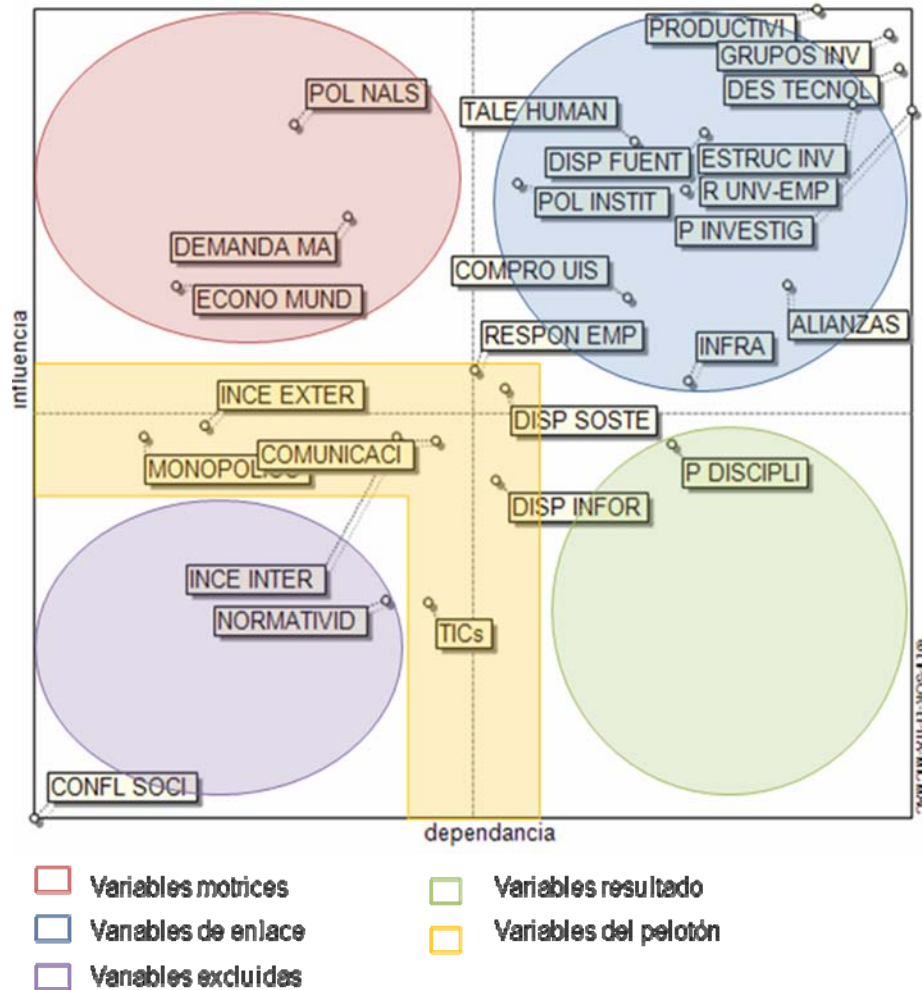 PRODUCTIVI
GRUPOS INV
POL NALS
DES TECNOL
TALE HUMAN
DISP FUENT
ESTRUC INV
POL INSTIT
R UNV-EMP
P INVESTIG
DEMANDA MA
COMPRO UIS
ECONO MUND
ALIANZAS
RESPON EMP
INFRA
influencia
INCE EXTER
DISP SOSTE
COMUNICACI
P DISCIPLI
DISP INFOR
INCE INTER
NORMATIVID
TICs
CONFL SOCI
dependancia
Variables motrices
Variables resultado
Variables de enlace
Variables del pelotón
Variables excluidas